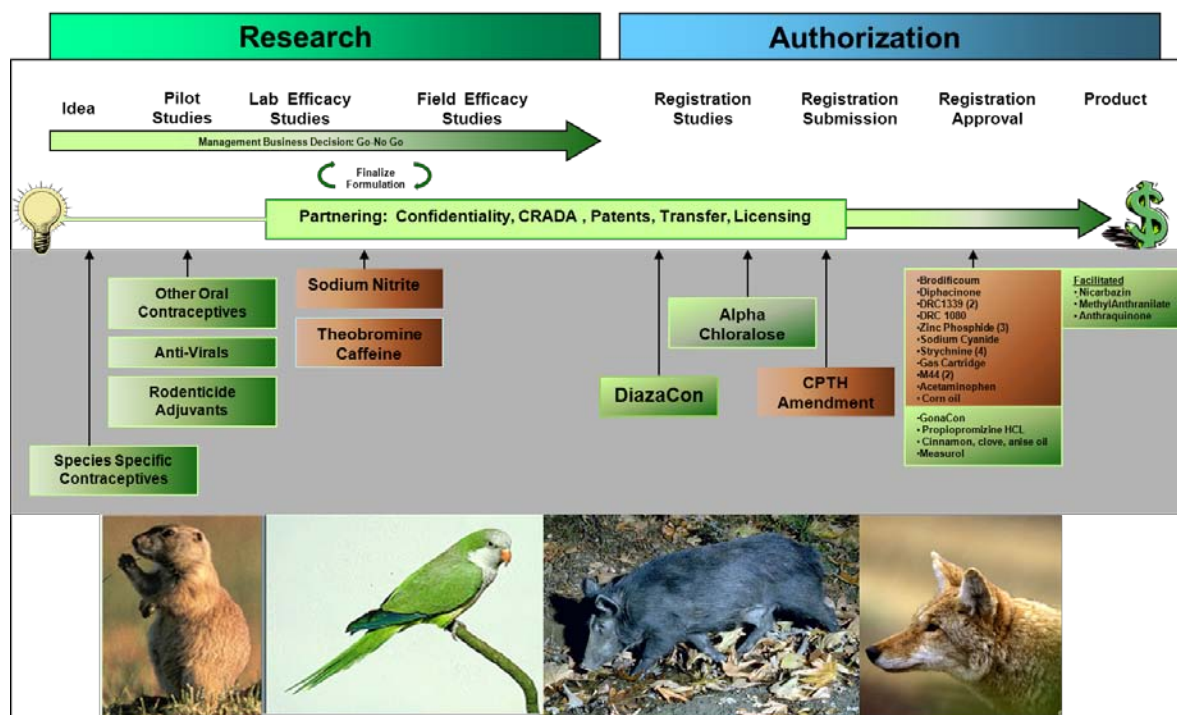 Research
Authorization
Idea
Pilot
Studies
Lab Efficacy
Studies
Field Efficacy
Studies
Registration
Studies
Registration
Submission
Registration
Approval
Product
Management Business Decision: Go-No Go
Finalize
Formulation
Partnering: Confidentiality, CRADA , Patents, Transfer, Licensing
$
Other Oral
Contraceptives
Anti-Virals
Rodenticide
Adjuvants
Species Specific
Contraceptives
Sodium Nitrite
Theobromine
Caffeine
DiazaCon
Alpha
Chloralose
CPTH
Amendment
•Brodificoum
•Diphacinone
•DRC1339 (2)
•DRC 1080
•Zinc Phosphide (3)
•Sodium Cyanide
•Strychnine (4)
•Gas Cartridge
•M44 (2)
•Acetaminophen
•Corn oil
•GonaCon
•Propiopromizine HCL
•Cinnamon, clove, anise oil
•Measurol
Facilitated
• Nicarbazin
• MethylAnthranilate
• Anthraquinone